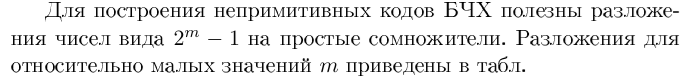 Для построения непримитивных кодов БЧХ полезны разложе-
ния чисел вида 2^m − 1 на простые сомножители. Разложения для
относительно малых значений m приведены в табл.